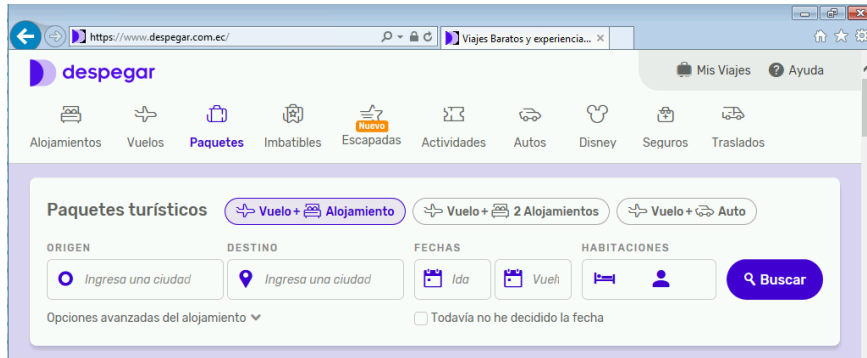 https://www.despegar.com.ec/
Viajes Baratos y experiencia...
despegar
Mis Viajes
Ayuda
Alojamientos
Vuelos
Paquetes
Imbatibles
Nuevo
Escapadas
Actividades
Autos
Disney
Seguros
Traslados
Paquetes turísticos
Vuelo + Alojamiento
Vuelo + 2 Alojamientos
Vuelo + Auto
ORIGEN
DESTINO
FECHAS
HABITACIONES
Ingresa una ciudad
Ingresa una ciudad
Ida
Vuel
Buscar
Opciones avanzadas del alojamiento
Todavía no he decidido la fecha